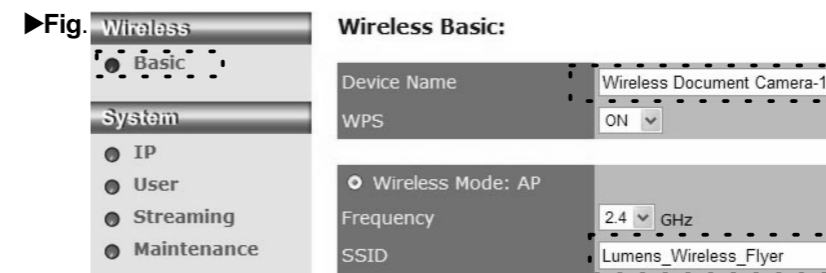 ▶Fig.
Wireless
Basic
System
IP
User
Streaming
Maintenance
Wireless Basic:
Device Name Wireless Document Camera-1
WPS ON
Wireless Mode: AP
Frequency 2.4 GHz
SSID Lumens_Wireless_Flyer